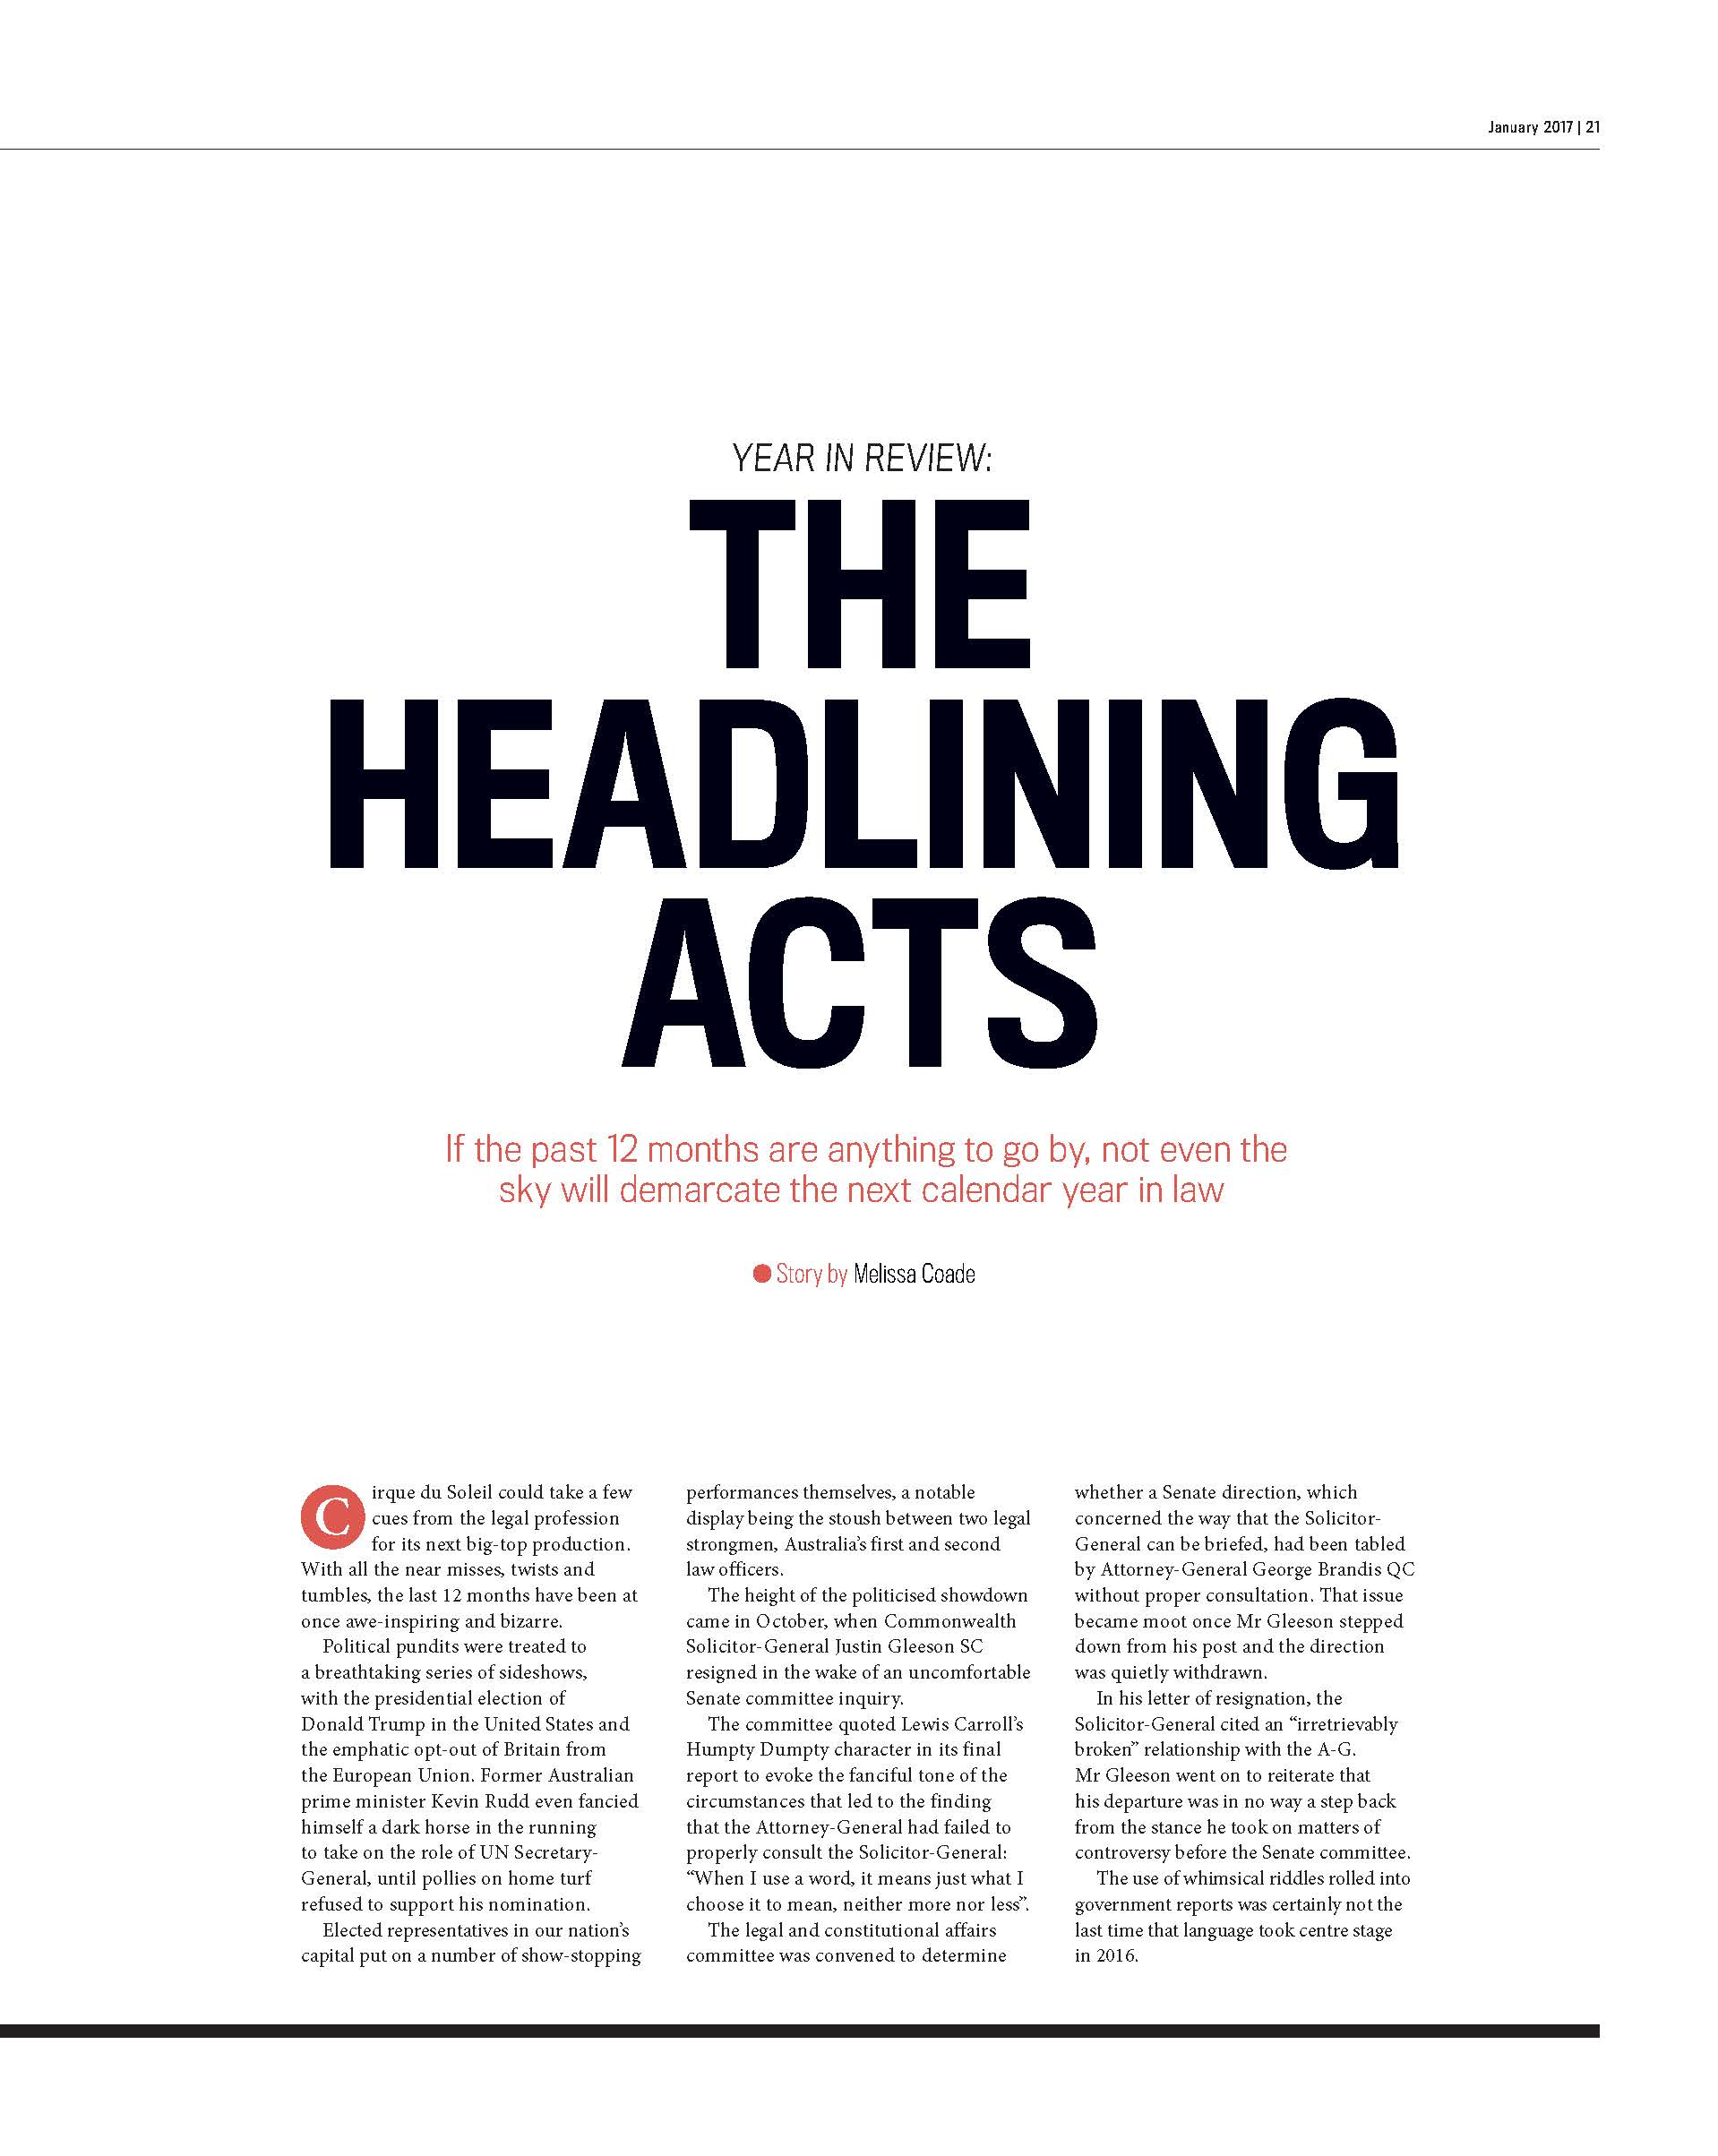 January 2017 | 21
YEAR IN REVIEW:
THE
HEADLINING
ACTS
If the past 12 months are anything to go by, not even the
sky will demarcate the next calendar year in law
Story by Melissa Coade
Cirque du Soleil could take a few
cues from the legal profession
for its next big-top production.
With all the near misses, twists and
tumbles, the last 12 months have been at
once awe-inspiring and bizarre.
Political pundits were treated to
a breathtaking series of sideshows,
with the presidential election of
Donald Trump in the United States and
the emphatic opt-out of Britain from
the European Union. Former Australian
prime minister Kevin Rudd even fancied
himself a dark horse in the running
to take on the role of UN Secretary-
General, until pollies on home turf
refused to support his nomination.
Elected representatives in our nation’s
capital put on a number of show-stopping
performances themselves, a notable
display being the stoush between two legal
strongmen, Australia’s first and second
law officers.
The height of the politicised showdown
came in October, when Commonwealth
Solicitor-General Justin Gleeson SC
resigned in the wake of an uncomfortable
Senate committee inquiry.
The committee quoted Lewis Carroll’s
Humpty Dumpty character in its final
report to evoke the fanciful tone of the
circumstances that led to the finding
that the Attorney-General had failed to
properly consult the Solicitor-General:
“When I use a word, it means just what I
choose it to mean, neither more nor less”.
The legal and constitutional affairs
committee was convened to determine
whether a Senate direction, which
concerned the way that the Solicitor-
General can be briefed, had been tabled
by Attorney-General George Brandis QC
without proper consultation. That issue
became moot once Mr Gleeson stepped
down from his post and the direction
was quietly withdrawn.
In his letter of resignation, the
Solicitor-General cited an “irretrievably
broken” relationship with the A-G.
Mr Gleeson went on to reiterate that
his departure was in no way a step back
from the stance he took on matters of
controversy before the Senate committee.
The use of whimsical riddles rolled into
government reports was certainly not the
last time that language took centre stage
in 2016.